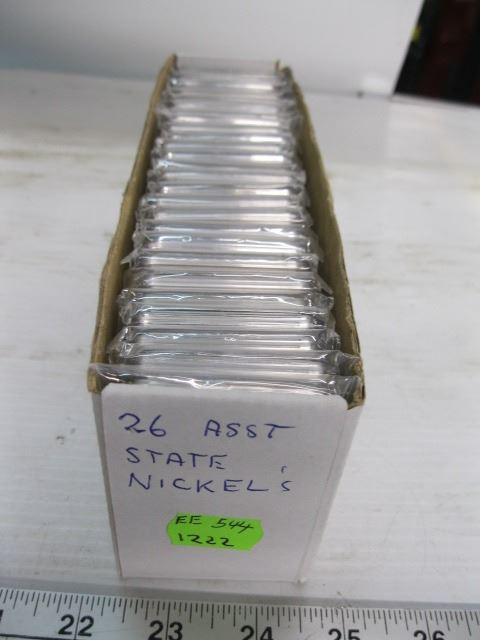 26 ASST
STATE
NICKEL'S
EE 544
1222
22 23 24 25 26